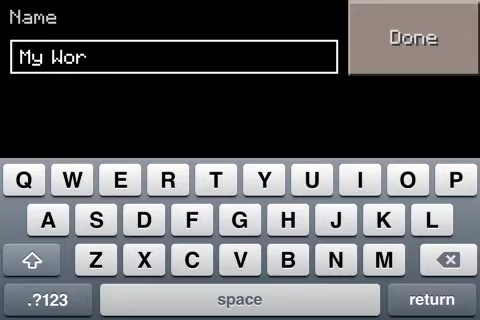 Name
Done
My Wor
Q W E R T Y U I O P
A S D F G H J K L
Z X C V B N M
.?123 space return